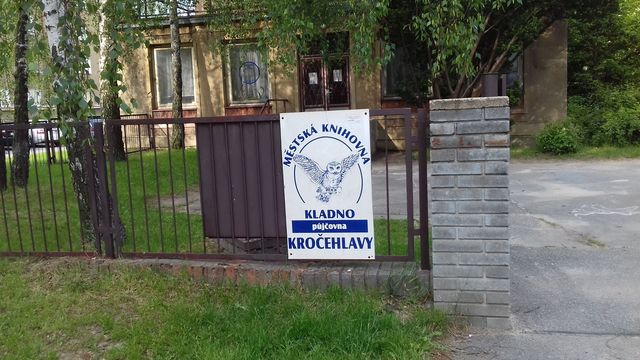 MĚSTSKÁ KNIHOVNA
KLADNO
půjčovna
KROČEHLAVY